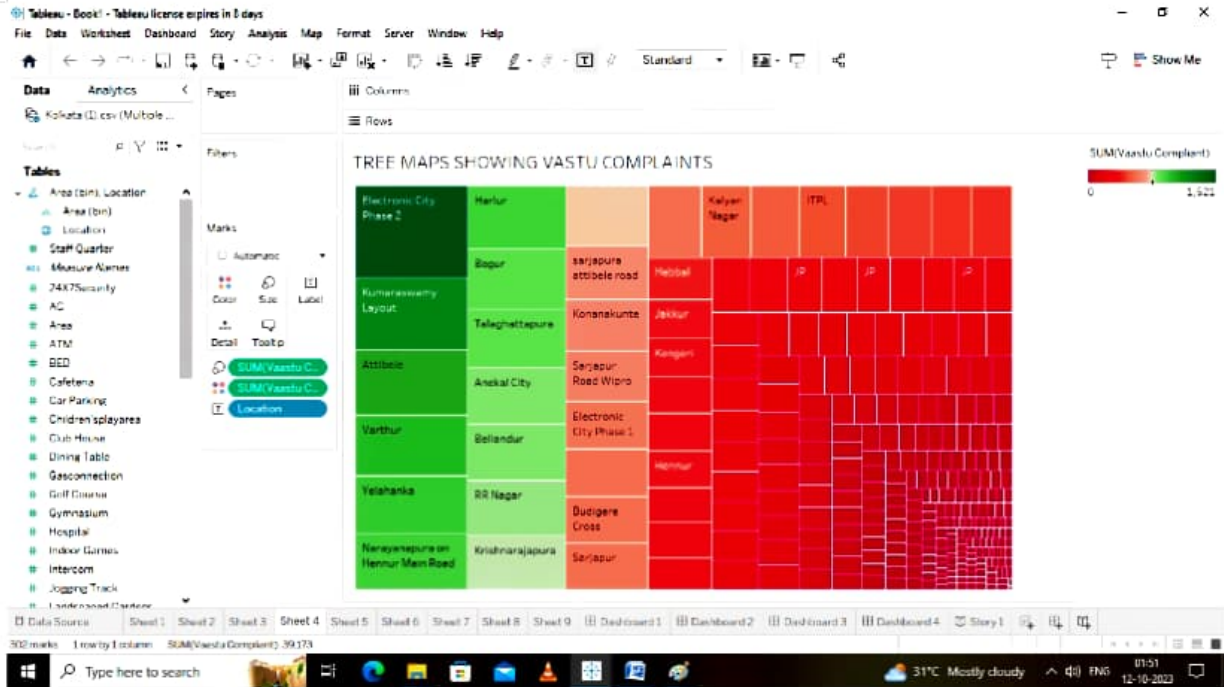 Tableau - Book1 - Tableau license expires in 8 days
File Data Worksheet Dashboard Story Analysis Map Format Server Window Help
Standard
Show Me
Data Analytics
Pages
Columns
Kolkata (1).csv (Multiple ...
Rows
Filters
Tables
Area (bin), Location
Area (bin)
Location
Staff Quarter
Measure Names
24X7Security
AC
Area
ATM
BED
Cafeteria
Car Parking
Children'splayarea
Club House
Dining Table
Gasconnection
Golf Course
Gymnasium
Hospital
Indoor Games
Intercom
Jogging Track
Landscaped Gardens
Marks
Automatic
Color Size Label
Detail Tooltip
SUM(Vaastu C..
SUM(Vaastu C..
Location
TREE MAPS SHOWING VASTU COMPLAINTS
Electronic City
Phase 2
Kumaraswamy
Layout
Attibele
Varthur
Yelahanka
Narayanapura on
Hennur Main Road
Harlur
Begur
Talaghattapura
Anekal City
Bellandur
RR Nagar
Krishnarajapura
sarjapura
attibele road
Konanakunte
Sarjapur
Road Wipro
Electronic
City Phase 1
Budigere
Cross
Sarjapur
Kalyan
Nagar
ITPL
Hebbal
JP
JP
JP
Jakkur
Kengeri
Hennur
SUM(Vaastu Compliant)
0 1,521
Data Source Sheet 1 Sheet 2 Sheet 3 Sheet 4 Sheet 5 Sheet 6 Sheet 7 Sheet 8 Sheet 9 Dashboard 1 Dashboard 2 Dashboard 3 Dashboard 4 Story 1
302 marks 1 row by 1 column SUM(Vaastu Compliant): 39,173
Type here to search
31°C Mostly cloudy
ENG
01:51
12-10-2023